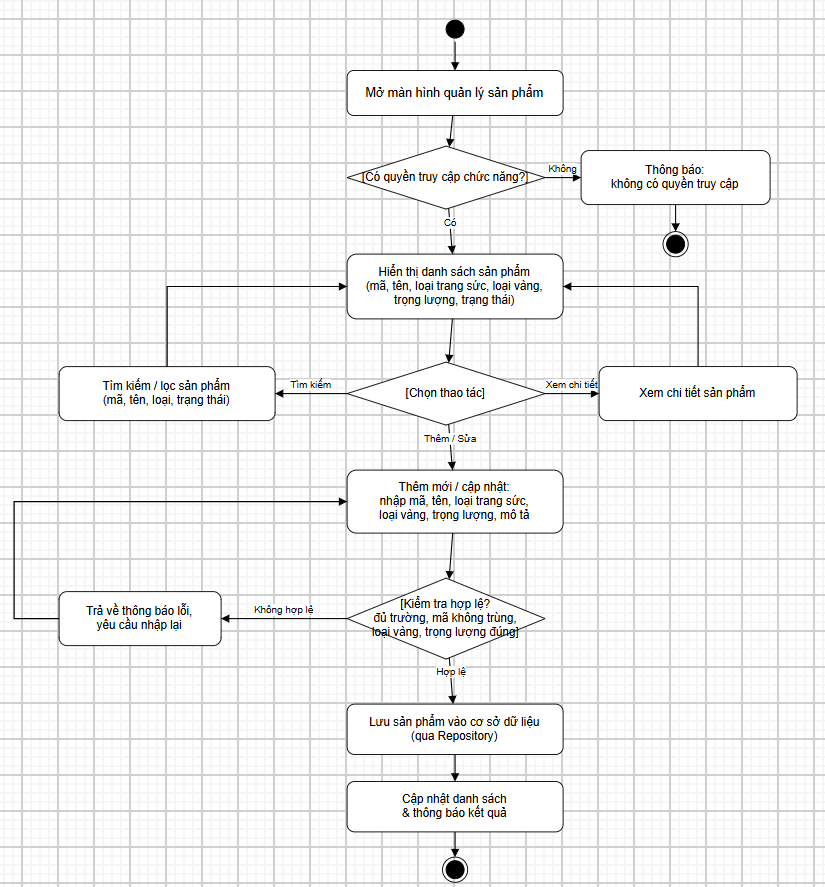 Mở màn hình quản lý sản phẩm
[Có quyền truy cập chức năng?]
Không
Thông báo:
không có quyền truy cập
Có
Hiển thị danh sách sản phẩm
(mã, tên, loại trang sức, loại vàng,
trọng lượng, trạng thái)
Tìm kiếm / lọc sản phẩm
(mã, tên, loại, trạng thái)
Tìm kiếm
[Chọn thao tác]
Xem chi tiết
Xem chi tiết sản phẩm
Thêm / Sửa
Thêm mới / cập nhật:
nhập mã, tên, loại trang sức,
loại vàng, trọng lượng, mô tả
Trả về thông báo lỗi,
yêu cầu nhập lại
Không hợp lệ
[Kiểm tra hợp lệ?
đủ trường, mã không trùng,
loại vàng, trọng lượng đúng]
Hợp lệ
Lưu sản phẩm vào cơ sở dữ liệu
(qua Repository)
Cập nhật danh sách
& thông báo kết quả